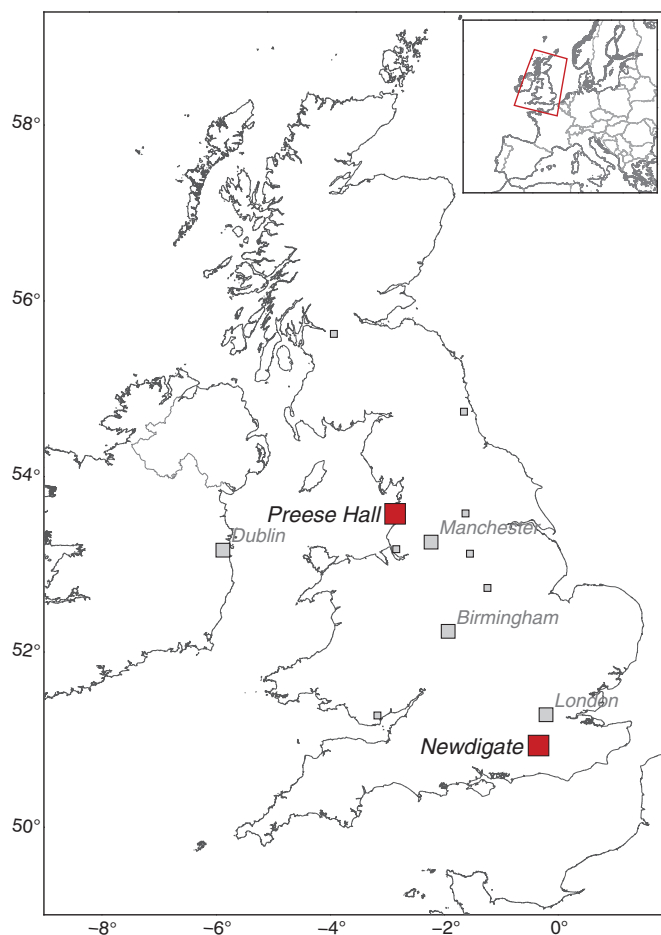 58°
56°
Preese Hall
54°
Dublin
Manchester
Birmingham
52°
London
Newdigate
50°
−8°
−6°
−4°
−2°
0°